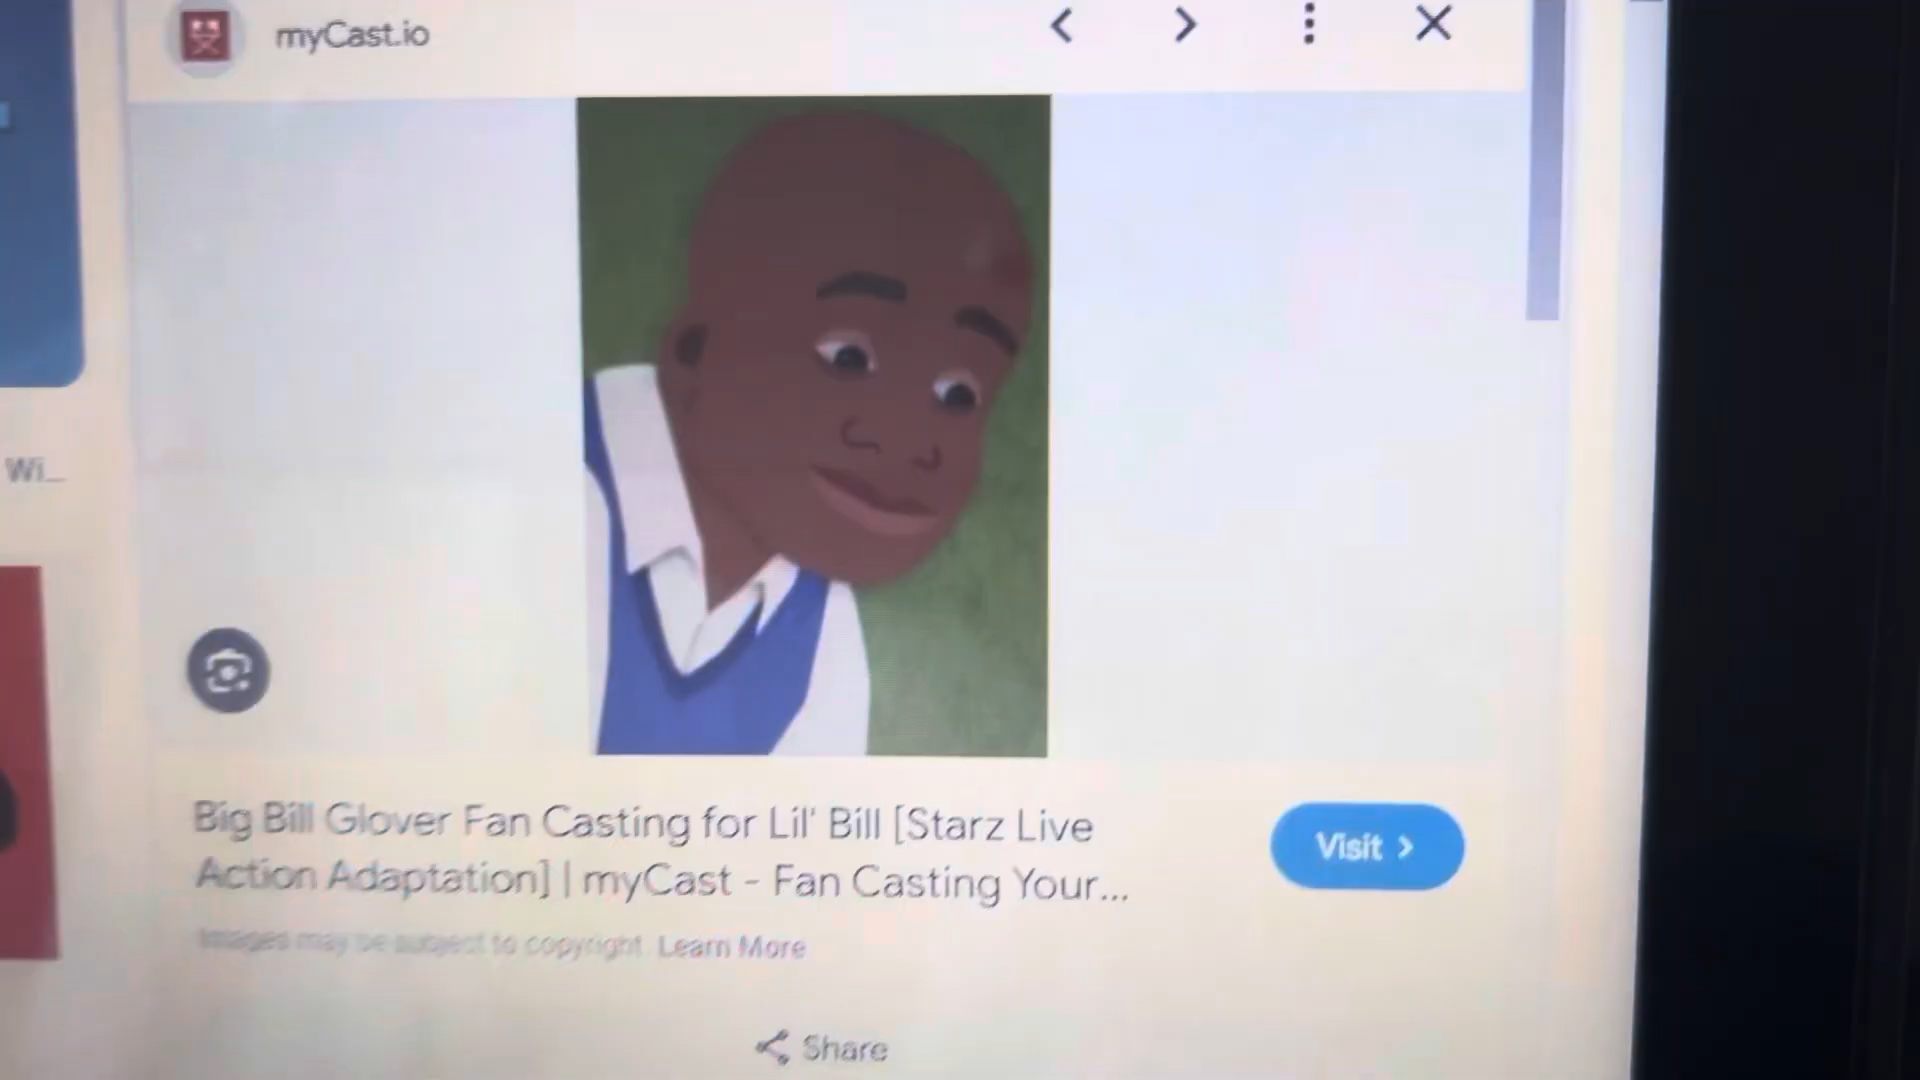 myCast.io
Wi...
Big Bill Glover Fan Casting for Lil' Bill [Starz Live
Action Adaptation] | myCast - Fan Casting Your...
Images may be subject to copyright. Learn More
Visit >
Share